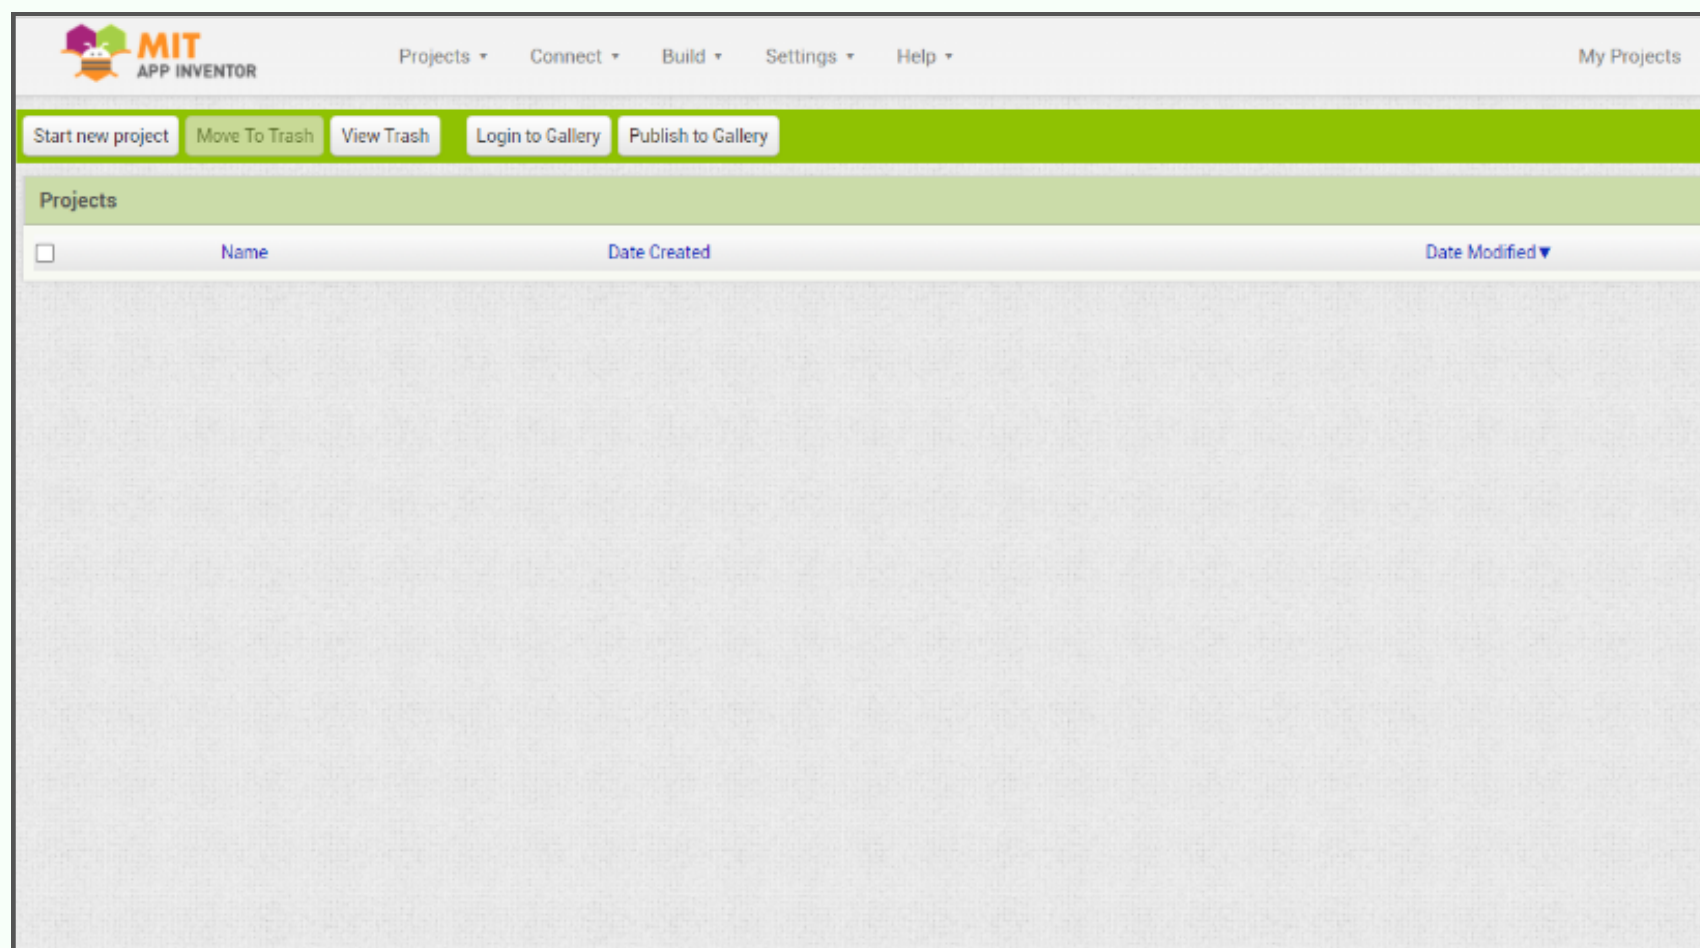 MIT
APP INVENTOR
Projects Connect Build Settings Help My Projects
Start new project Move To Trash View Trash Login to Gallery Publish to Gallery
Projects
Name Date Created Date Modified